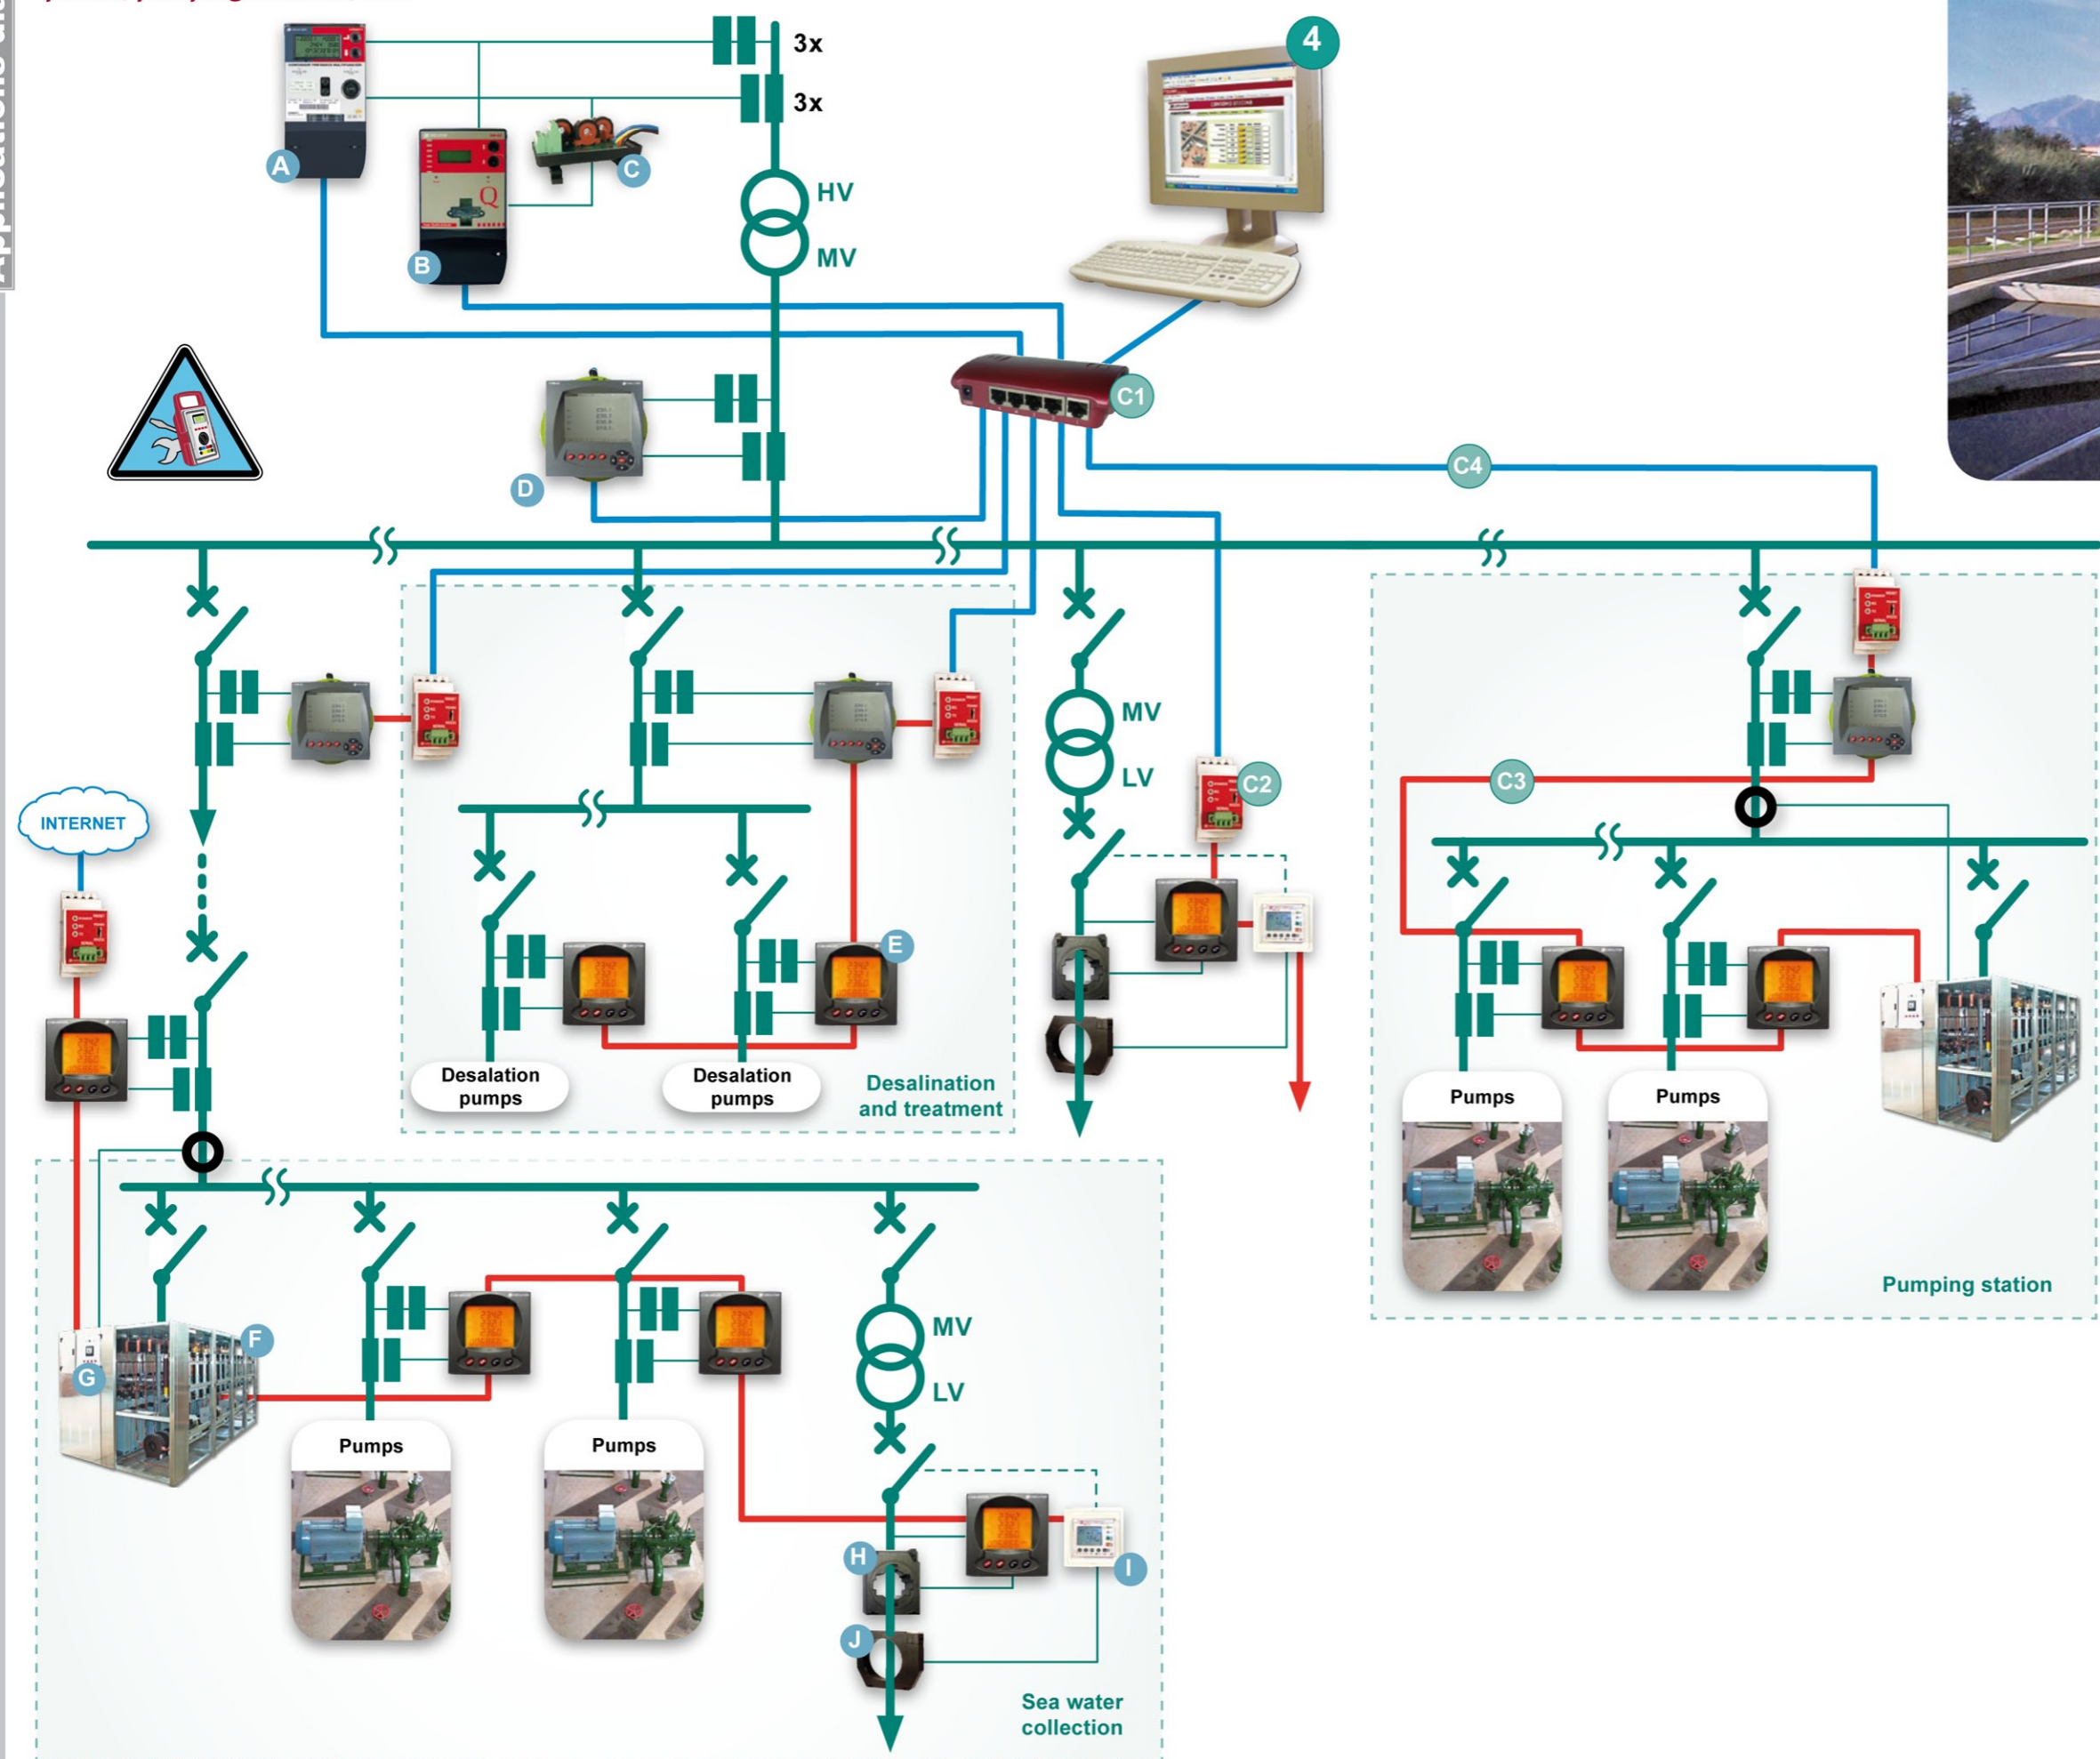 3x
4
3x
A
C
HV
B
MV
C1
C4
D
MV
C3
LV
C2
INTERNET
E
Desalation
pumps
Desalation
pumps
Desalination
and treatment
Pumps
Pumps
Pumping station
F
MV
G
LV
Pumps
Pumps
H
I
J
Sea water
collection